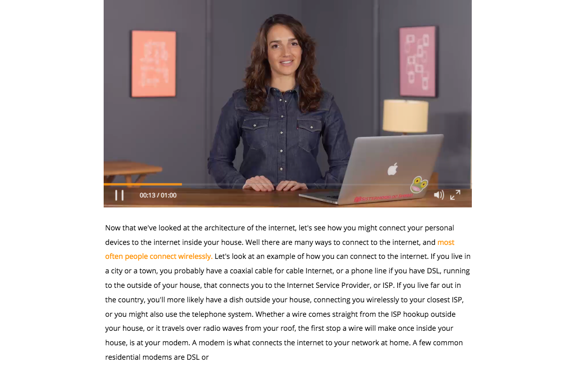 00:13 / 01:00
Now that we've looked at the architecture of the internet, let's see how you might connect your personal
devices to the internet inside your house. Well there are many ways to connect to the internet, and most
often people connect wirelessly. Let's look at an example of how you can connect to the internet. If you live in
a city or a town, you probably have a coaxial cable for cable Internet, or a phone line if you have DSL, running
to the outside of your house, that connects you to the Internet Service Provider, or ISP. If you live far out in
the country, you'll more likely have a dish outside your house, connecting you wirelessly to your closest ISP,
or you might also use the telephone system. Whether a wire comes straight from the ISP hookup outside
your house, or it travels over radio waves from your roof, the first stop a wire will make once inside your
house, is at your modem. A modem is what connects the internet to your network at home. A few common
residential modems are DSL or